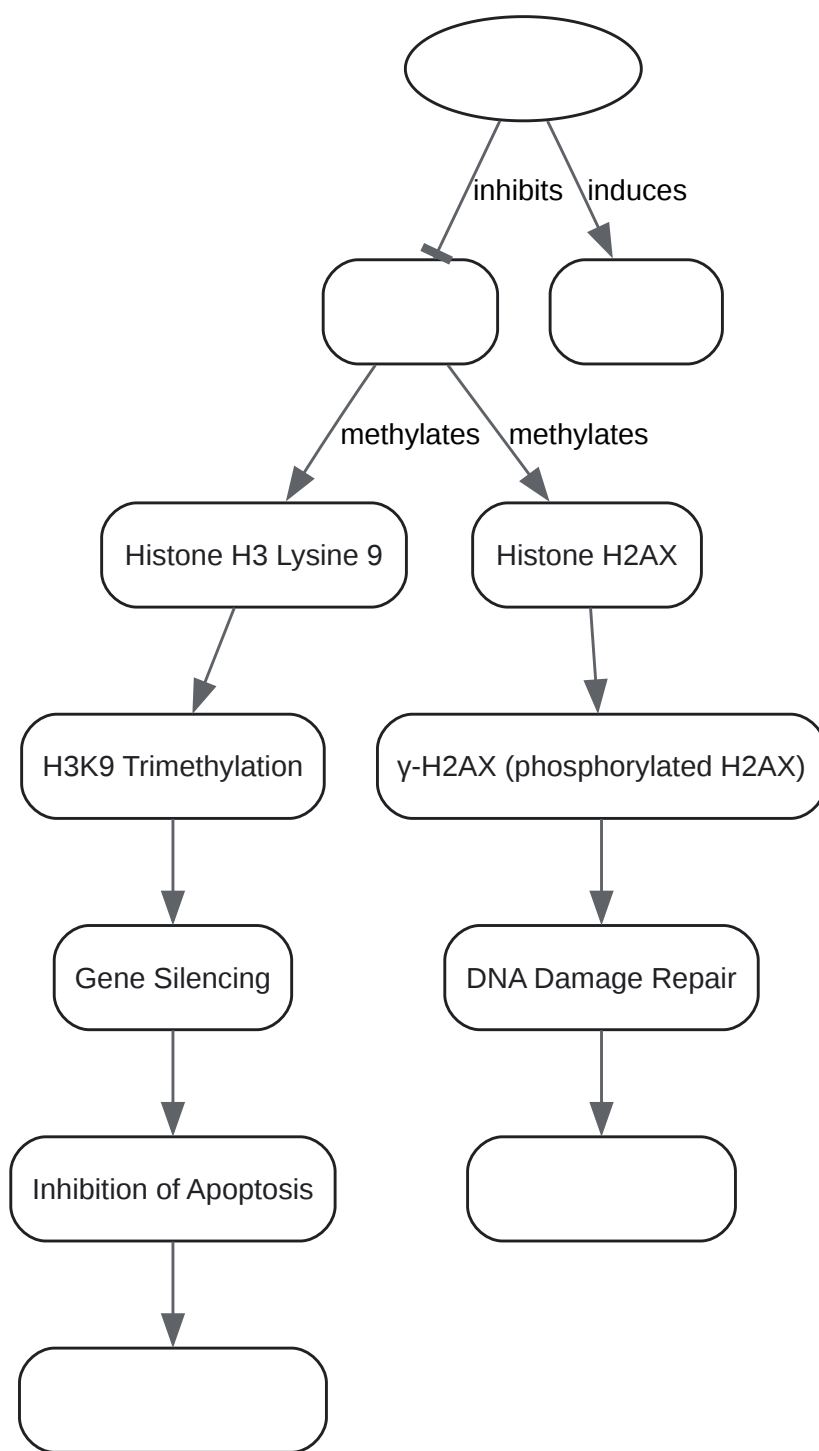 inhibits
induces
methylates
methylates
Histone H3 Lysine 9
Histone H2AX
H3K9 Trimethylation
γ-H2AX (phosphorylated H2AX)
Gene Silencing
DNA Damage Repair
Inhibition of Apoptosis